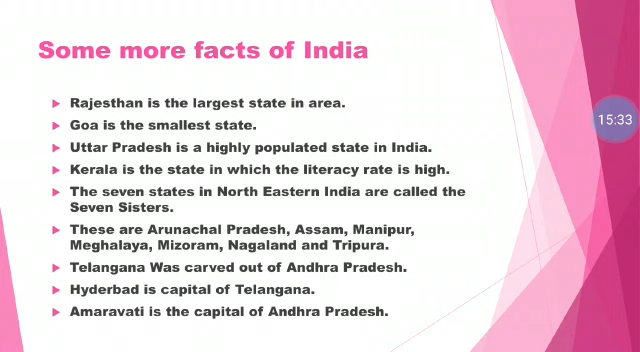 Some more facts of India
Rajesthan is the largest state in area.
Goa is the smallest state.
Uttar Pradesh is a highly populated state in India.
Kerala is the state in which the literacy rate is high.
The seven states in North Eastern India are called the
Seven Sisters.
These are Arunachal Pradesh, Assam, Manipur,
Meghalaya, Mizoram, Nagaland and Tripura.
Telangana Was carved out of Andhra Pradesh.
Hyderbad is capital of Telangana.
Amaravati is the capital of Andhra Pradesh.
15:33